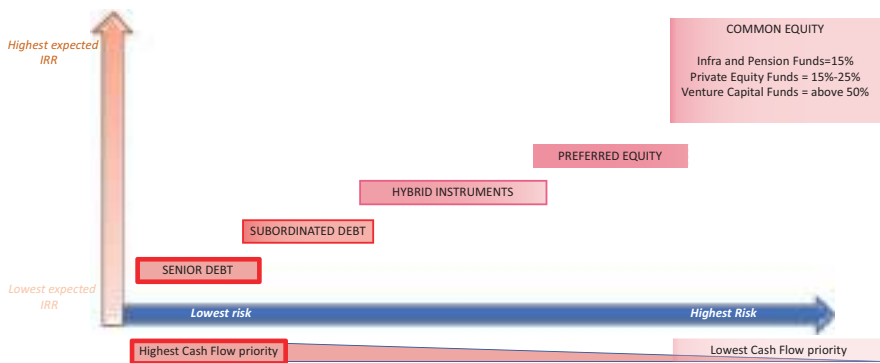 Highest expected
IRR
COMMON EQUITY
Infra and Pension Funds=15%
Private Equity Funds = 15%-25%
Venture Capital Funds = above 50%
PREFERRED EQUITY
HYBRID INSTRUMENTS
SUBORDINATED DEBT
SENIOR DEBT
Lowest expected
IRR
Lowest risk
Highest Risk
Highest Cash Flow priority
Lowest Cash Flow priority